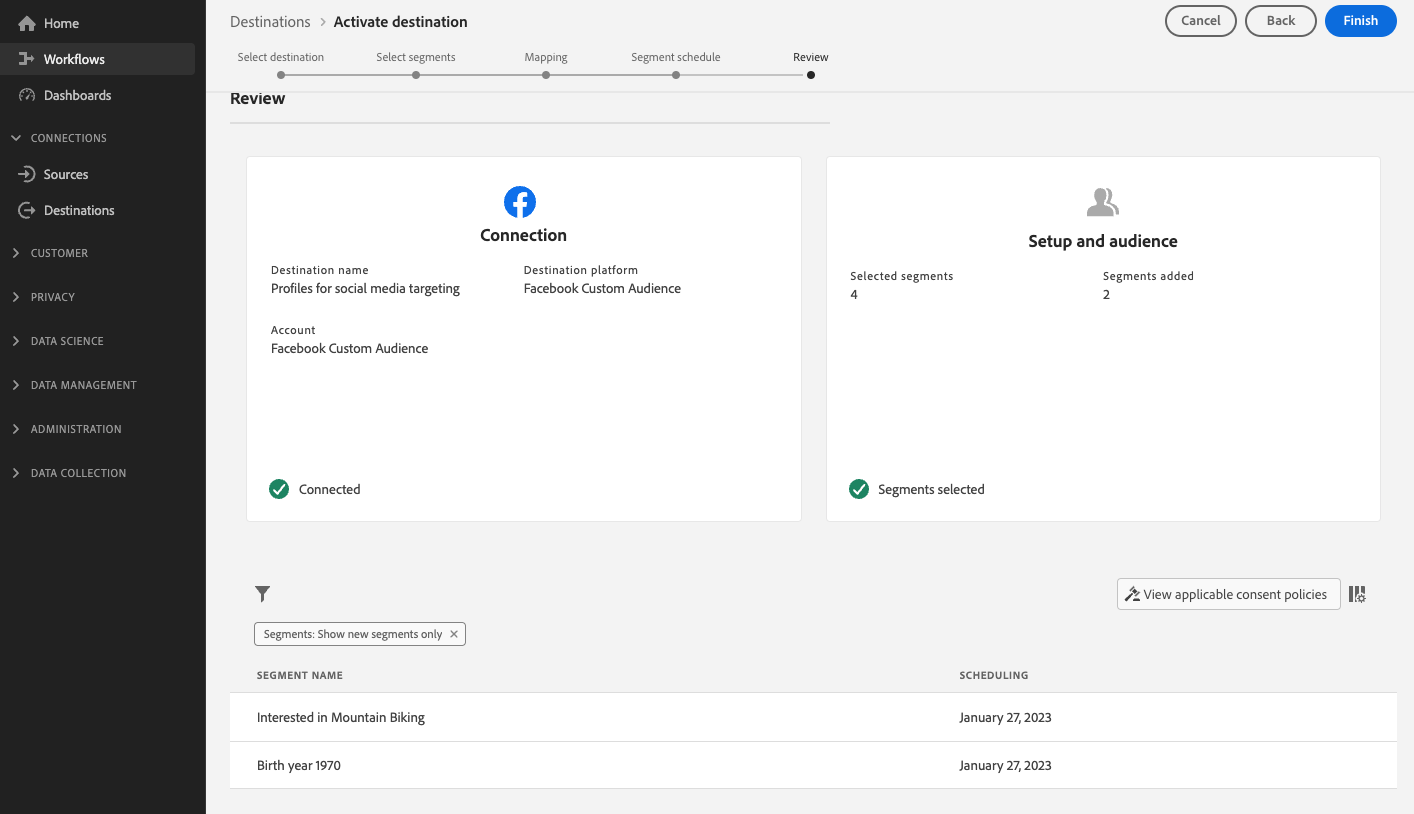 Home
Workflows
Dashboards
CONNECTIONS
Sources
Destinations
CUSTOMER
PRIVACY
DATA SCIENCE
DATA MANAGEMENT
ADMINISTRATION
DATA COLLECTION
Destinations > Activate destination
Cancel
Back
Finish
Select destination
Select segments
Mapping
Segment schedule
Review
Review
Connection
Destination name
Profiles for social media targeting
Destination platform
Facebook Custom Audience
Account
Facebook Custom Audience
Connected
Setup and audience
Selected segments
4
Segments added
2
Segments selected
View applicable consent policies
Segments: Show new segments only
SEGMENT NAME SCHEDULING
Interested in Mountain Biking January 27, 2023
Birth year 1970 January 27, 2023